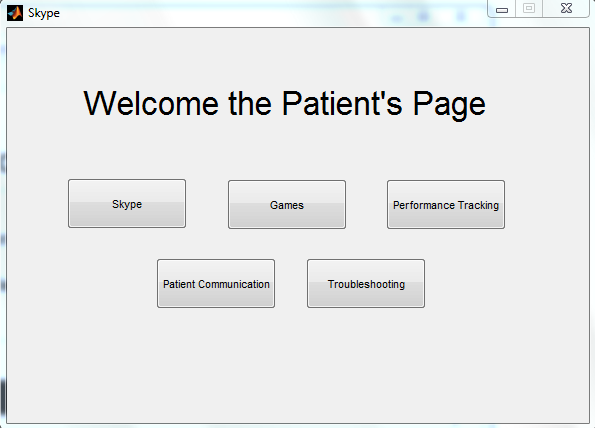 Skype
Welcome the Patient's Page
Skype
Games
Performance Tracking
Patient Communication
Troubleshooting